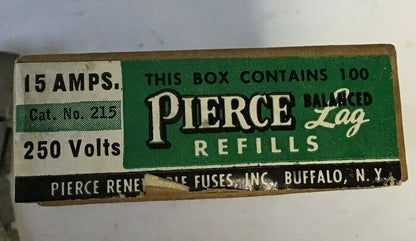 15 AMPS.
Cat. No. 215
250 Volts
THIS BOX CONTAINS 100
PIERCE BALANCED Lag
REFILLS
PIERCE FUSES, INC., BUFFALO, N. Y.